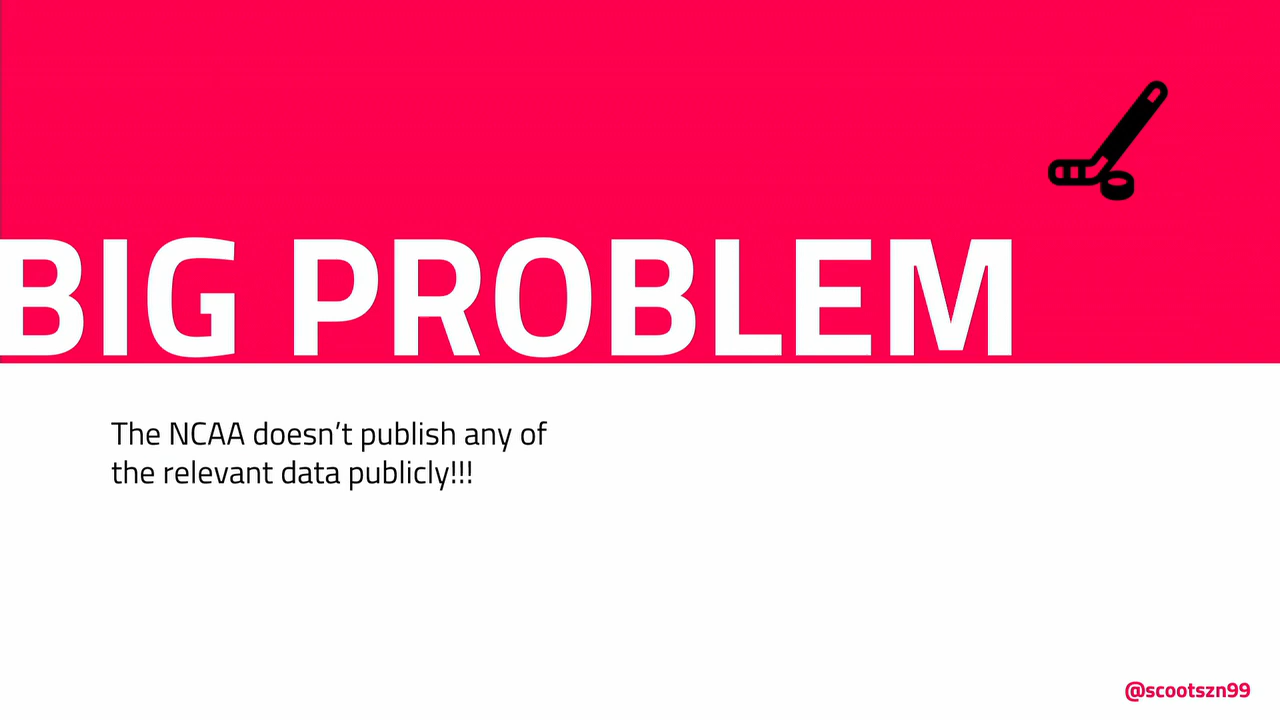 BIG PROBLEM
The NCAA doesn’t publish any of
the relevant data publicly!!!
@scootszn99